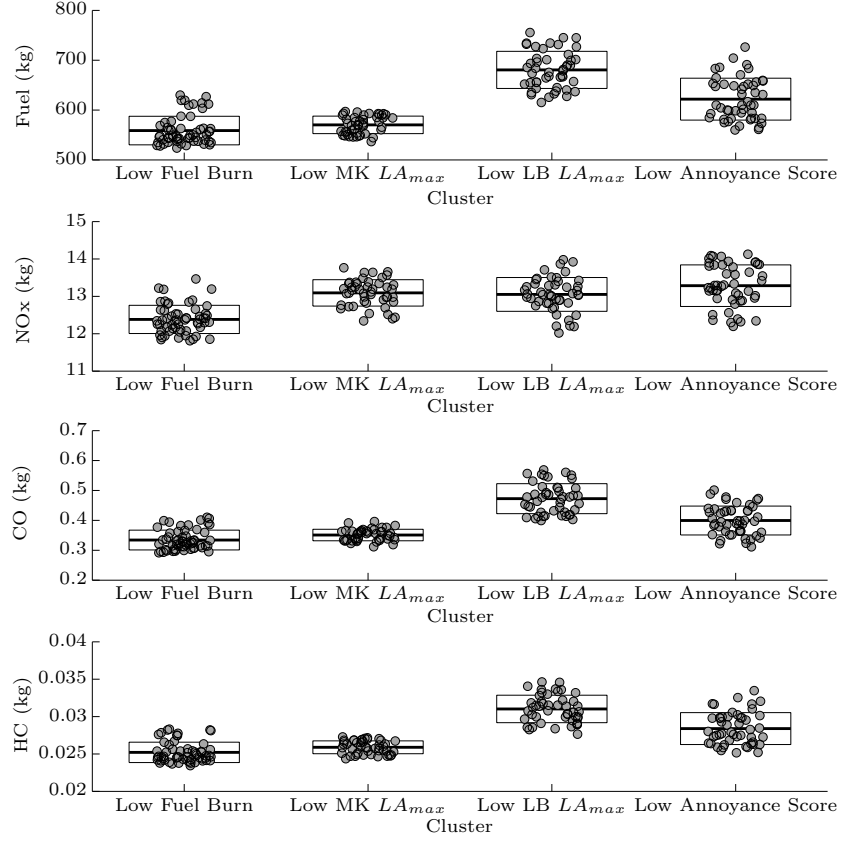 800
700
600
500
Fuel (kg)
Low Fuel Burn Low MK LAmax Low LB LAmax Low Annoyance Score
Cluster
15
14
13
12
11
NOx (kg)
Low Fuel Burn Low MK LAmax Low LB LAmax Low Annoyance Score
Cluster
0.7
0.6
0.5
0.4
0.3
0.2
CO (kg)
Low Fuel Burn Low MK LAmax Low LB LAmax Low Annoyance Score
Cluster
0.04
0.035
0.03
0.025
0.02
HC (kg)
Low Fuel Burn Low MK LAmax Low LB LAmax Low Annoyance Score
Cluster